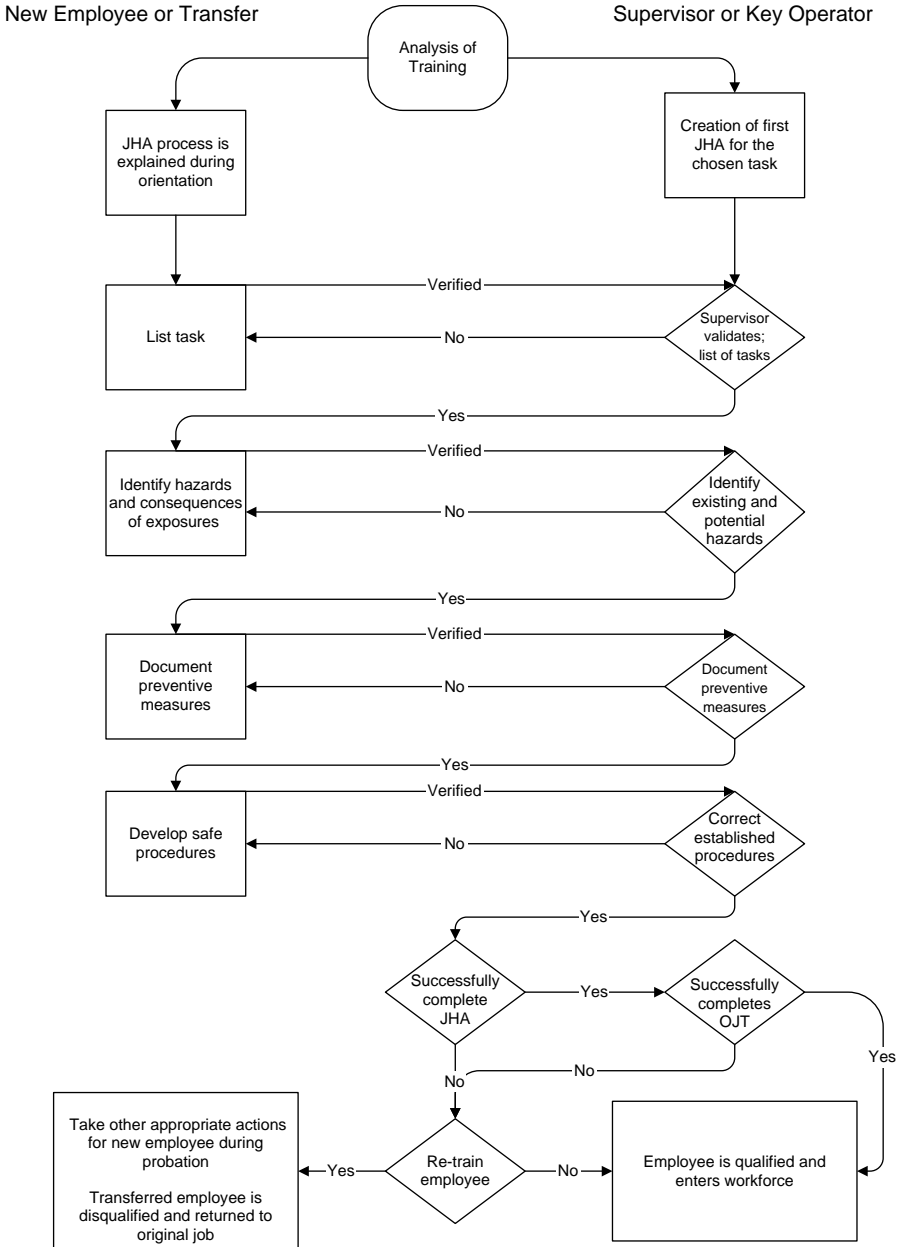 New Employee or Transfer
Supervisor or Key Operator
Analysis of
Training
JHA process is
explained during
orientation
Creation of first
JHA for the
chosen task
Verified
List task
No
Supervisor
validates;
list of tasks
Yes
Verified
Identify hazards
and consequences
of exposures
No
Identify
existing and
potential
hazards
Yes
Verified
Document
preventive
measures
No
Document
preventive
measures
Yes
Verified
Develop safe
procedures
No
Correct
established
procedures
Yes
Successfully
complete
JHA
Yes
Successfully
completes
OJT
Yes
No
No
Take other appropriate actions
for new employee during
probation
Transferred employee is
disqualified and returned to
original job
Yes
Re-train
employee
No
Employee is qualified and
enters workforce